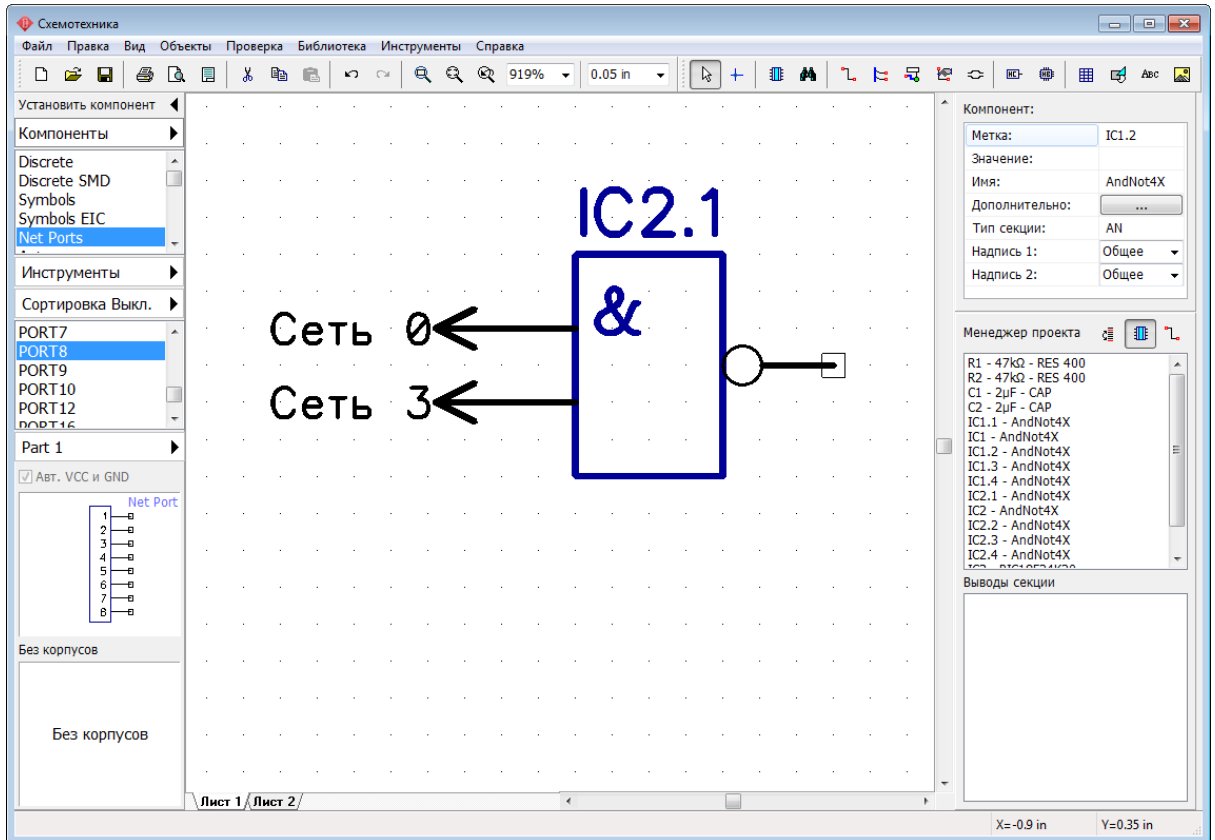 Схемотехника
Файл Правка Вид Объекты Проверка Библиотека Инструменты Справка
919% 0.05 in ABC
Установить компонент
Компоненты
Discrete
Discrete SMD
Symbols
Symbols EIC
Net Ports
Инструменты
Сортировка Выкл.
PORT7
PORT8
PORT9
PORT10
PORT12
PORT16
Part 1
Авт. VCC и GND
Net Port
1
2
3
4
5
6
7
8
Без корпусов
Без корпусов
IC2.1
&
Сеть 0
Сеть 3
Лист 1 Лист 2
Компонент:
Метка: IC1.2
Значение:
Имя: AndNot4X
Дополнительно: ...
Тип секции: AN
Надпись 1: Общее
Надпись 2: Общее
Менеджер проекта
R1 - 47kΩ - RES 400
R2 - 47kΩ - RES 400
C1 - 2µF - CAP
C2 - 2µF - CAP
IC1.1 - AndNot4X
IC1 - AndNot4X
IC1.2 - AndNot4X
IC1.3 - AndNot4X
IC1.4 - AndNot4X
IC2.1 - AndNot4X
IC2 - AndNot4X
IC2.2 - AndNot4X
IC2.3 - AndNot4X
IC2.4 - AndNot4X
Выводы секции
X=-0.9 in Y=0.35 in